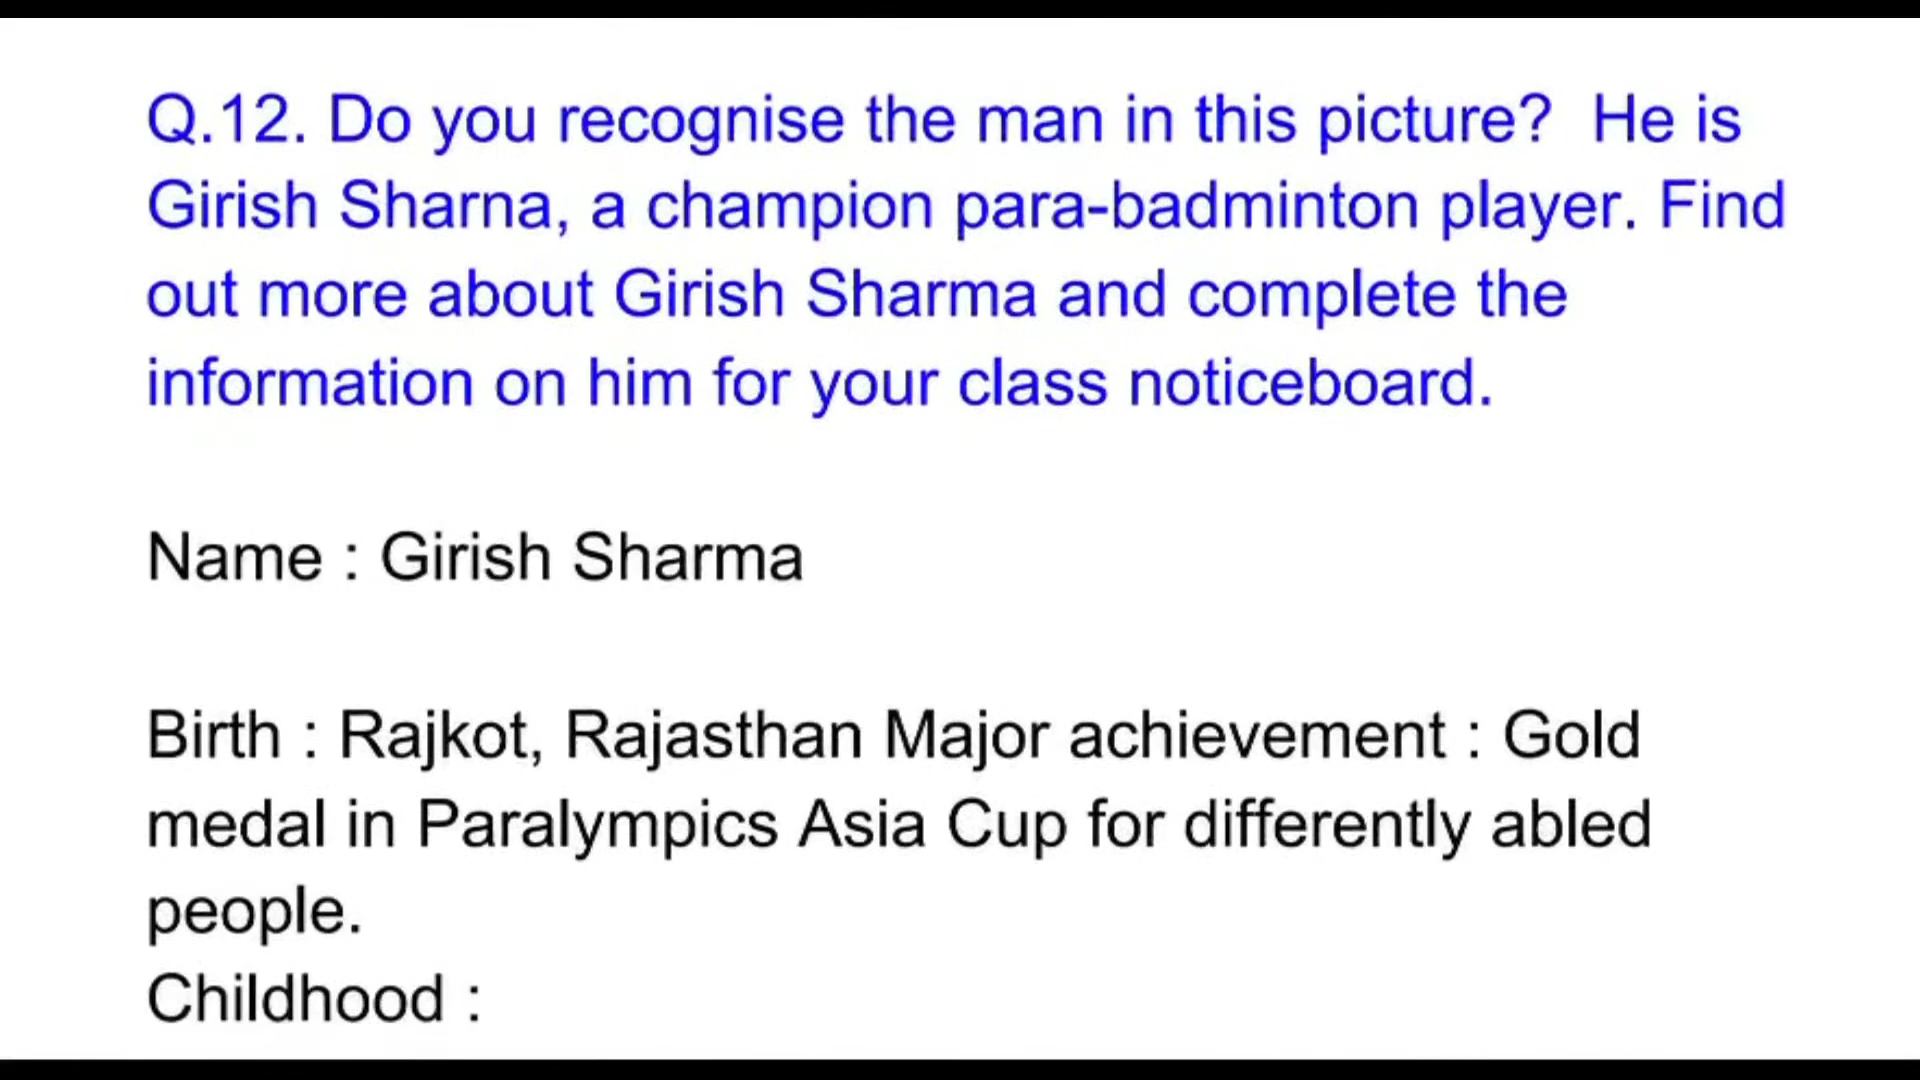 Q.12. Do you recognise the man in this picture?  He is
Girish Sharna, a champion para-badminton player. Find
out more about Girish Sharma and complete the
information on him for your class noticeboard.
Name : Girish Sharma
Birth : Rajkot, Rajasthan Major achievement : Gold
medal in Paralympics Asia Cup for differently abled
people.
Childhood :